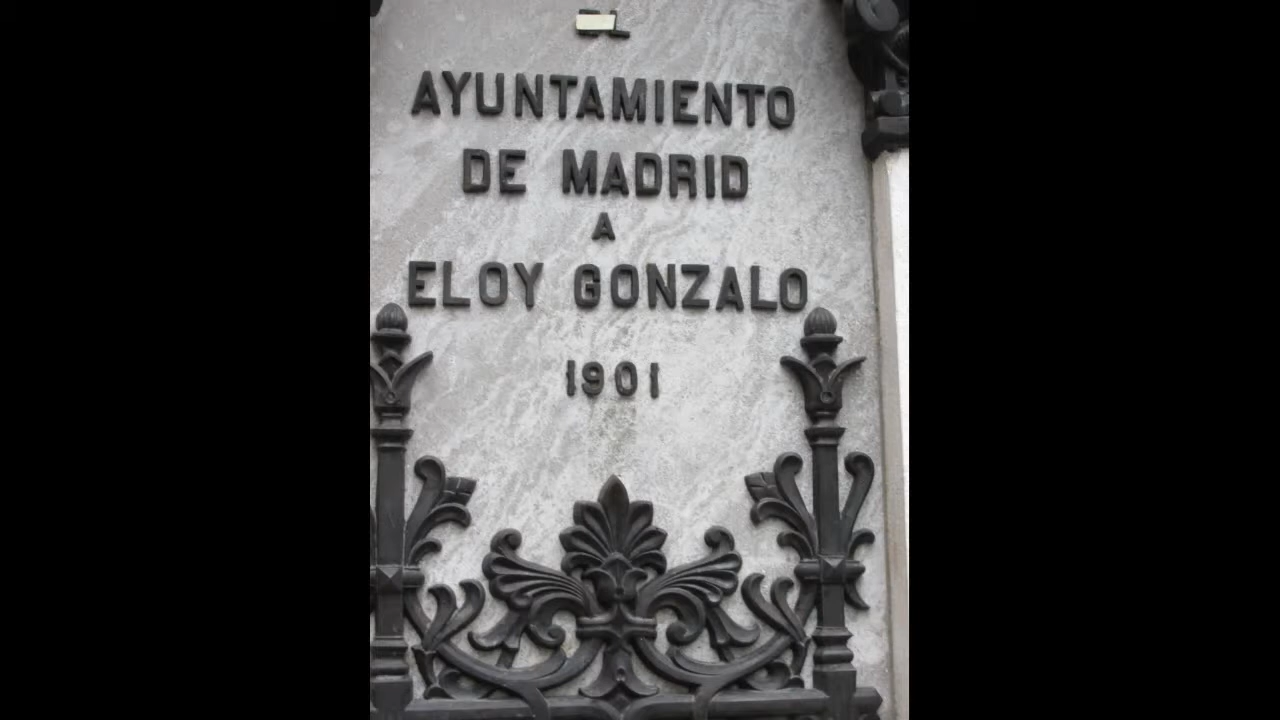 AYUNTAMIENTO
DE MADRID
A
ELOY GONZALO
1901